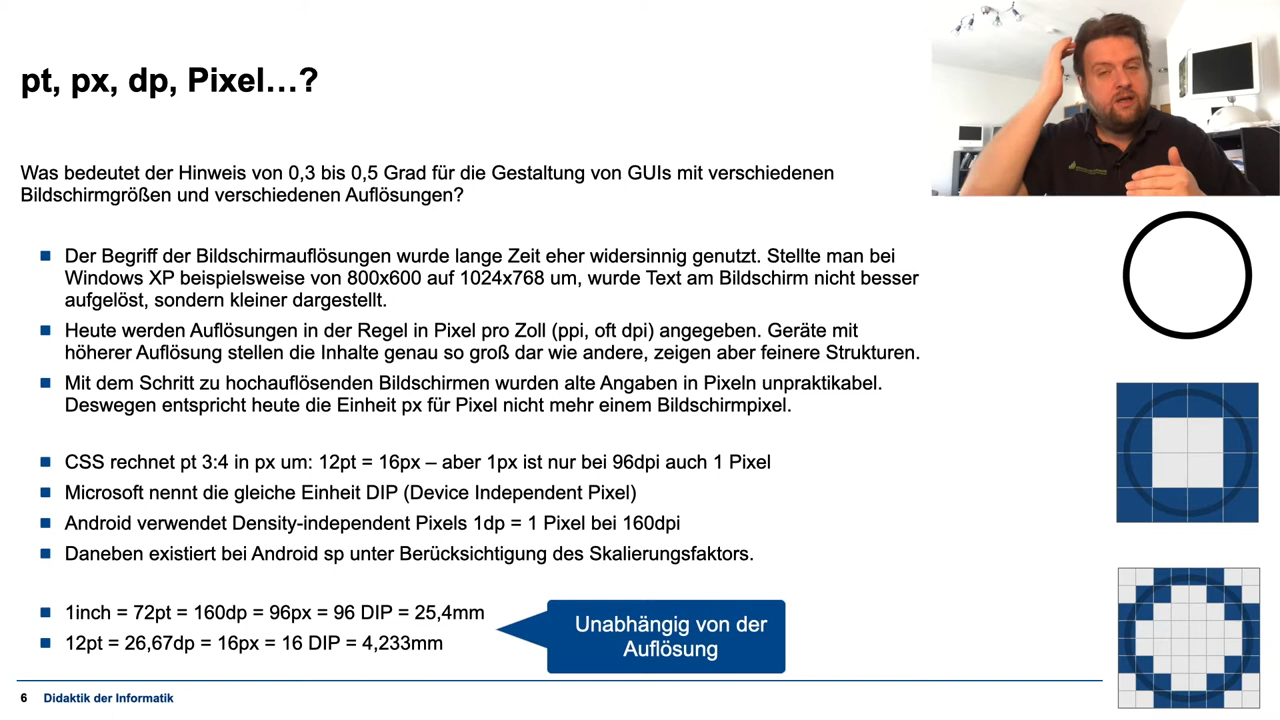 pt, px, dp, Pixel…?
Was bedeutet der Hinweis von 0,3 bis 0,5 Grad für die Gestaltung von GUIs mit verschiedenen
Bildschirmgrößen und verschiedenen Auflösungen?
Der Begriff der Bildschirmauflösungen wurde lange Zeit eher widersinnig genutzt. Stellte man bei
Windows XP beispielsweise von 800x600 auf 1024x768 um, wurde Text am Bildschirm nicht besser
aufgelöst, sondern kleiner dargestellt.
Heute werden Auflösungen in der Regel in Pixel pro Zoll (ppi, oft dpi) angegeben. Geräte mit
höherer Auflösung stellen die Inhalte genau so groß dar wie andere, zeigen aber feinere Strukturen.
Mit dem Schritt zu hochauflösenden Bildschirmen wurden alte Angaben in Pixeln unpraktikabel.
Deswegen entspricht heute die Einheit px für Pixel nicht mehr einem Bildschirmpixel.
CSS rechnet pt 3:4 in px um: 12pt = 16px – aber 1px ist nur bei 96dpi auch 1 Pixel
Microsoft nennt die gleiche Einheit DIP (Device Independent Pixel)
Android verwendet Density-independent Pixels 1dp = 1 Pixel bei 160dpi
Daneben existiert bei Android sp unter Berücksichtigung des Skalierungsfaktors.
1inch = 72pt = 160dp = 96px = 96 DIP = 25,4mm
12pt = 26,67dp = 16px = 16 DIP = 4,233mm
Unabhängig von der
Auflösung
6 Didaktik der Informatik